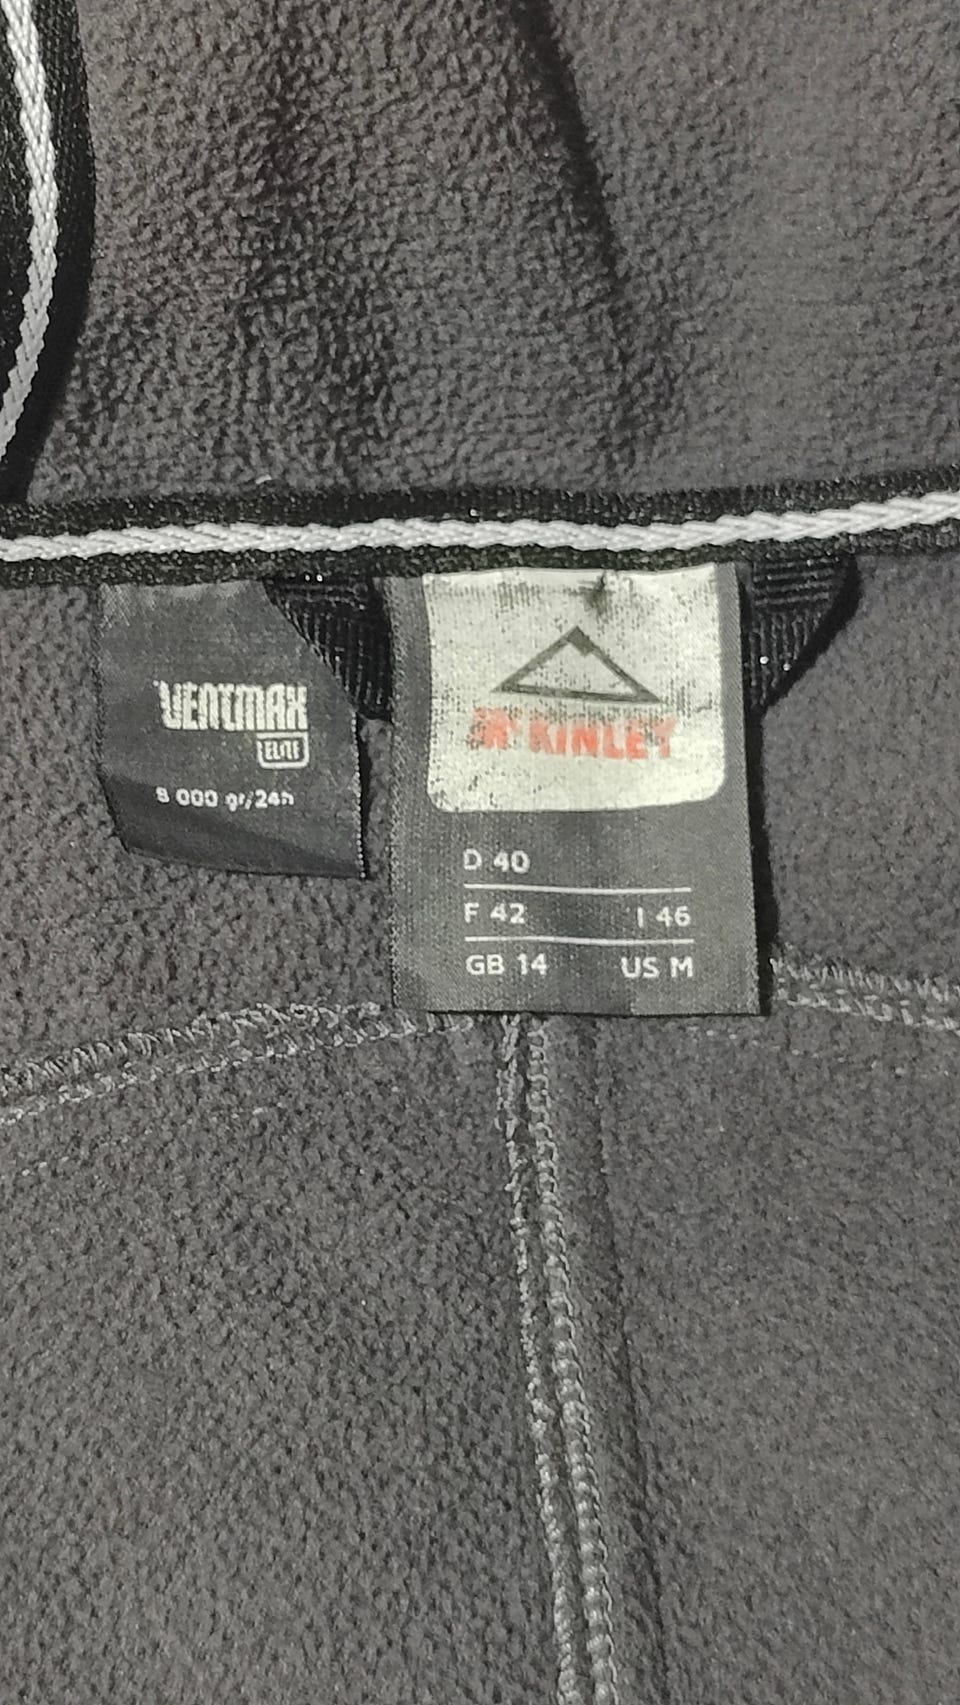 VENTMAX
ELITE
8 000 gr/24h
McKINLEY
D 40
F 42 I 46
GB 14 US M